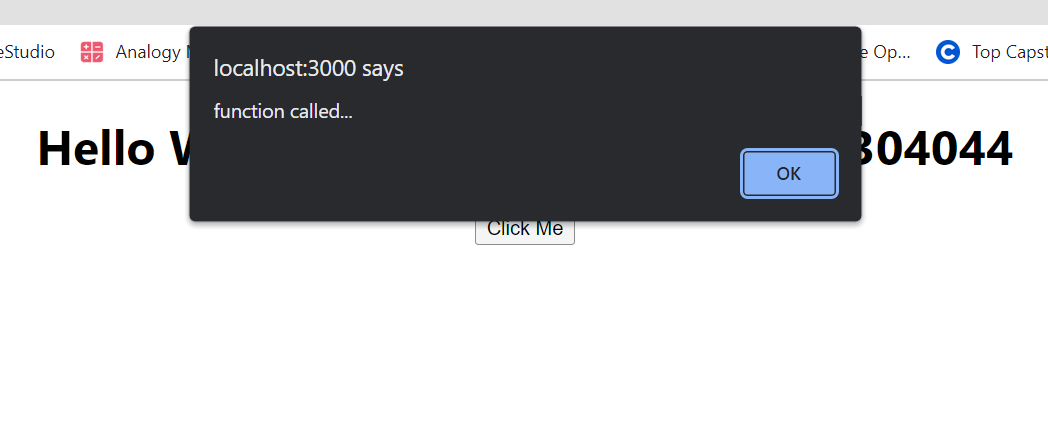 eStudio Analogy e Op... Top Capst
localhost:3000 says
function called...
Hello 304044
OK
Click Me